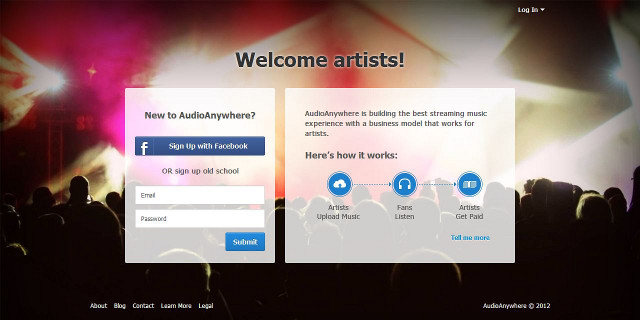 Log In
Welcome artists!
New to AudioAnywhere?
f Sign Up with Facebook
OR sign up old school
Email
Password
Submit
AudioAnywhere is building the best streaming music
experience with a business model that works for
artists.
Here's how it works:
Artists
Upload Music
Fans
Listen
Artists
Get Paid
Tell me more
About Blog Contact Learn More Legal
AudioAnywhere © 2012